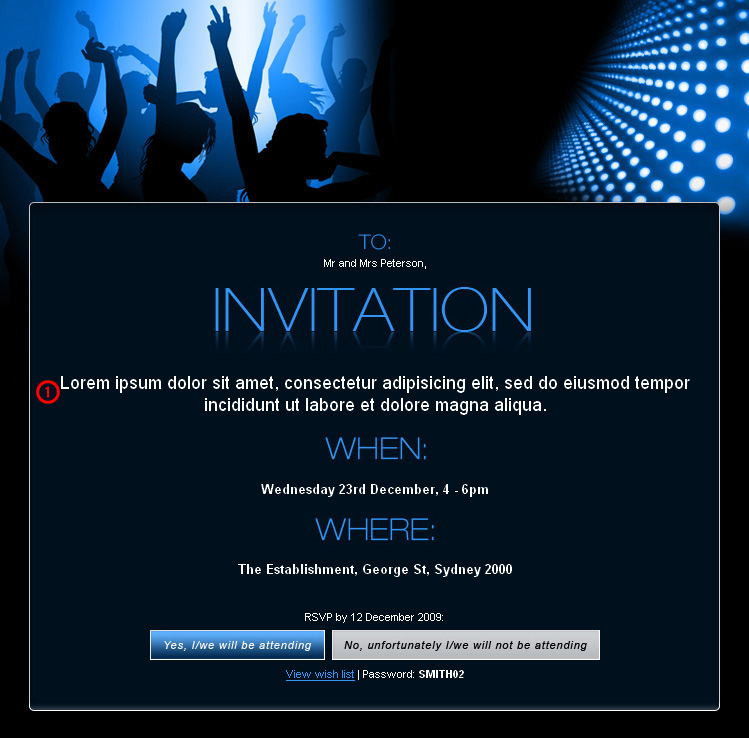 TO:
Mr and Mrs Peterson,
INVITATION
1
Lorem ipsum dolor sit amet, consectetur adipisicing elit, sed do eiusmod tempor
incididunt ut labore et dolore magna aliqua.
WHEN:
Wednesday 23rd December, 4 - 6pm
WHERE:
The Establishment, George St, Sydney 2000
RSVP by 12 December 2009:
Yes, I/we will be attending No, unfortunately I/we will not be attending
View wish list | Password: SMITH02